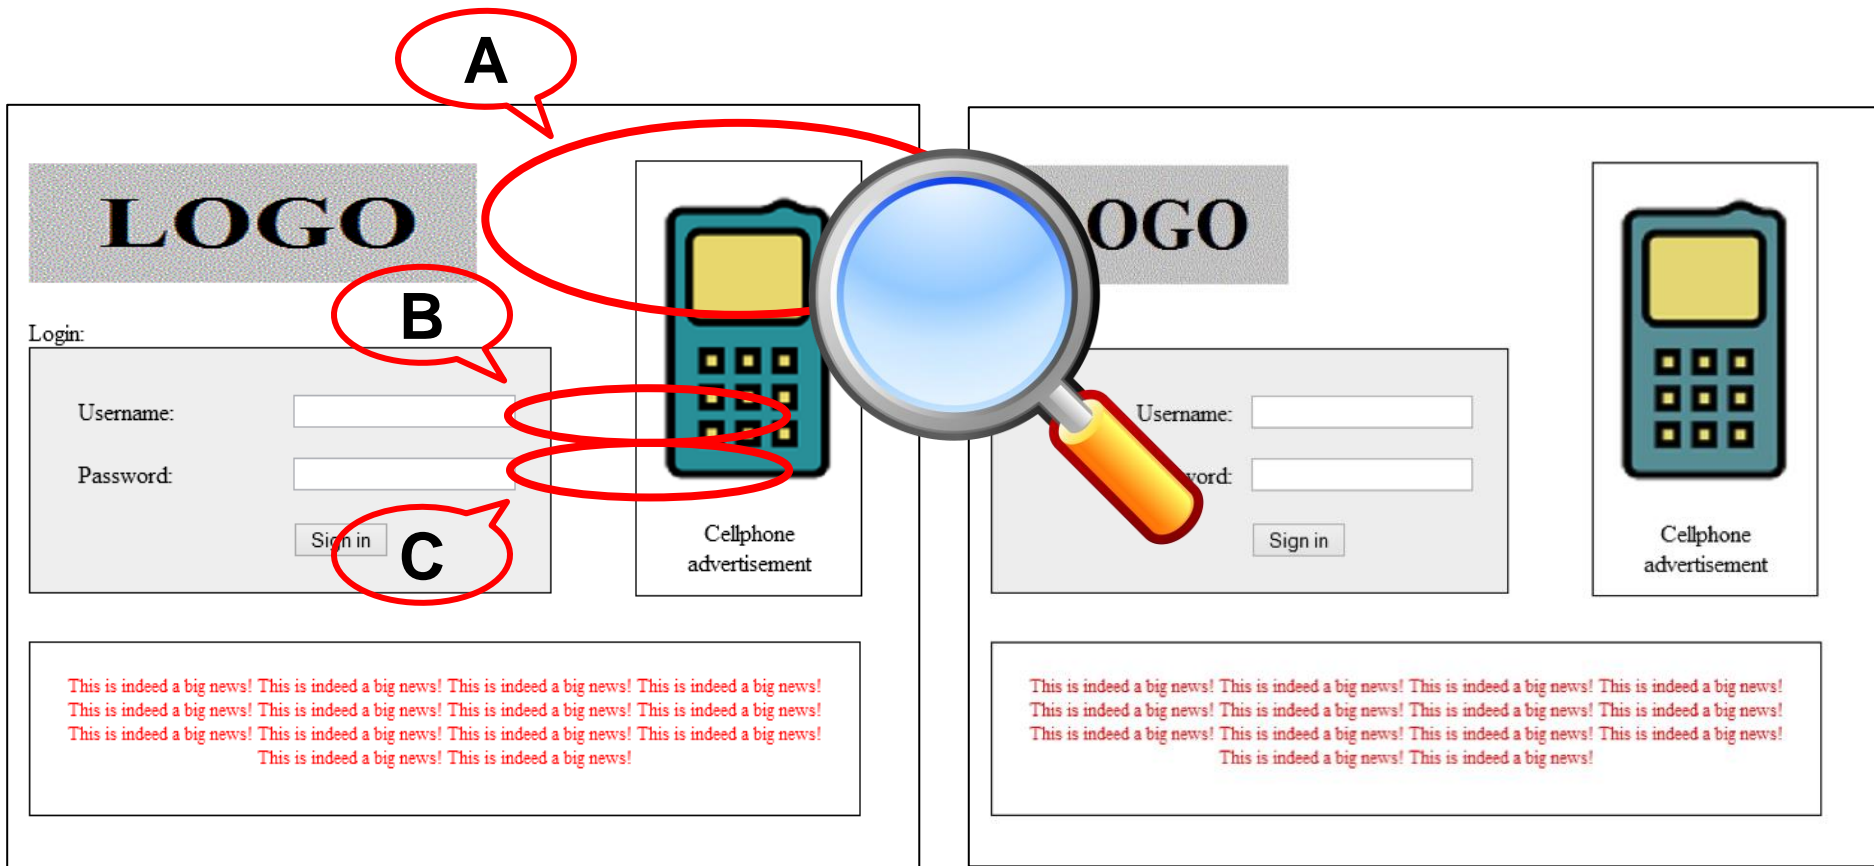 A
LOGO
B
Login:
Username:
Password:
Sign in
C
Cellphone
advertisement
This is indeed a big news! This is indeed a big news! This is indeed a big news! This is indeed a big news!
This is indeed a big news! This is indeed a big news! This is indeed a big news! This is indeed a big news!
This is indeed a big news! This is indeed a big news! This is indeed a big news! This is indeed a big news!
This is indeed a big news! This is indeed a big news!
OGO
Username:
word:
Sign in
Cellphone
advertisement
This is indeed a big news! This is indeed a big news! This is indeed a big news! This is indeed a big news!
This is indeed a big news! This is indeed a big news! This is indeed a big news! This is indeed a big news!
This is indeed a big news! This is indeed a big news! This is indeed a big news! This is indeed a big news!
This is indeed a big news! This is indeed a big news!